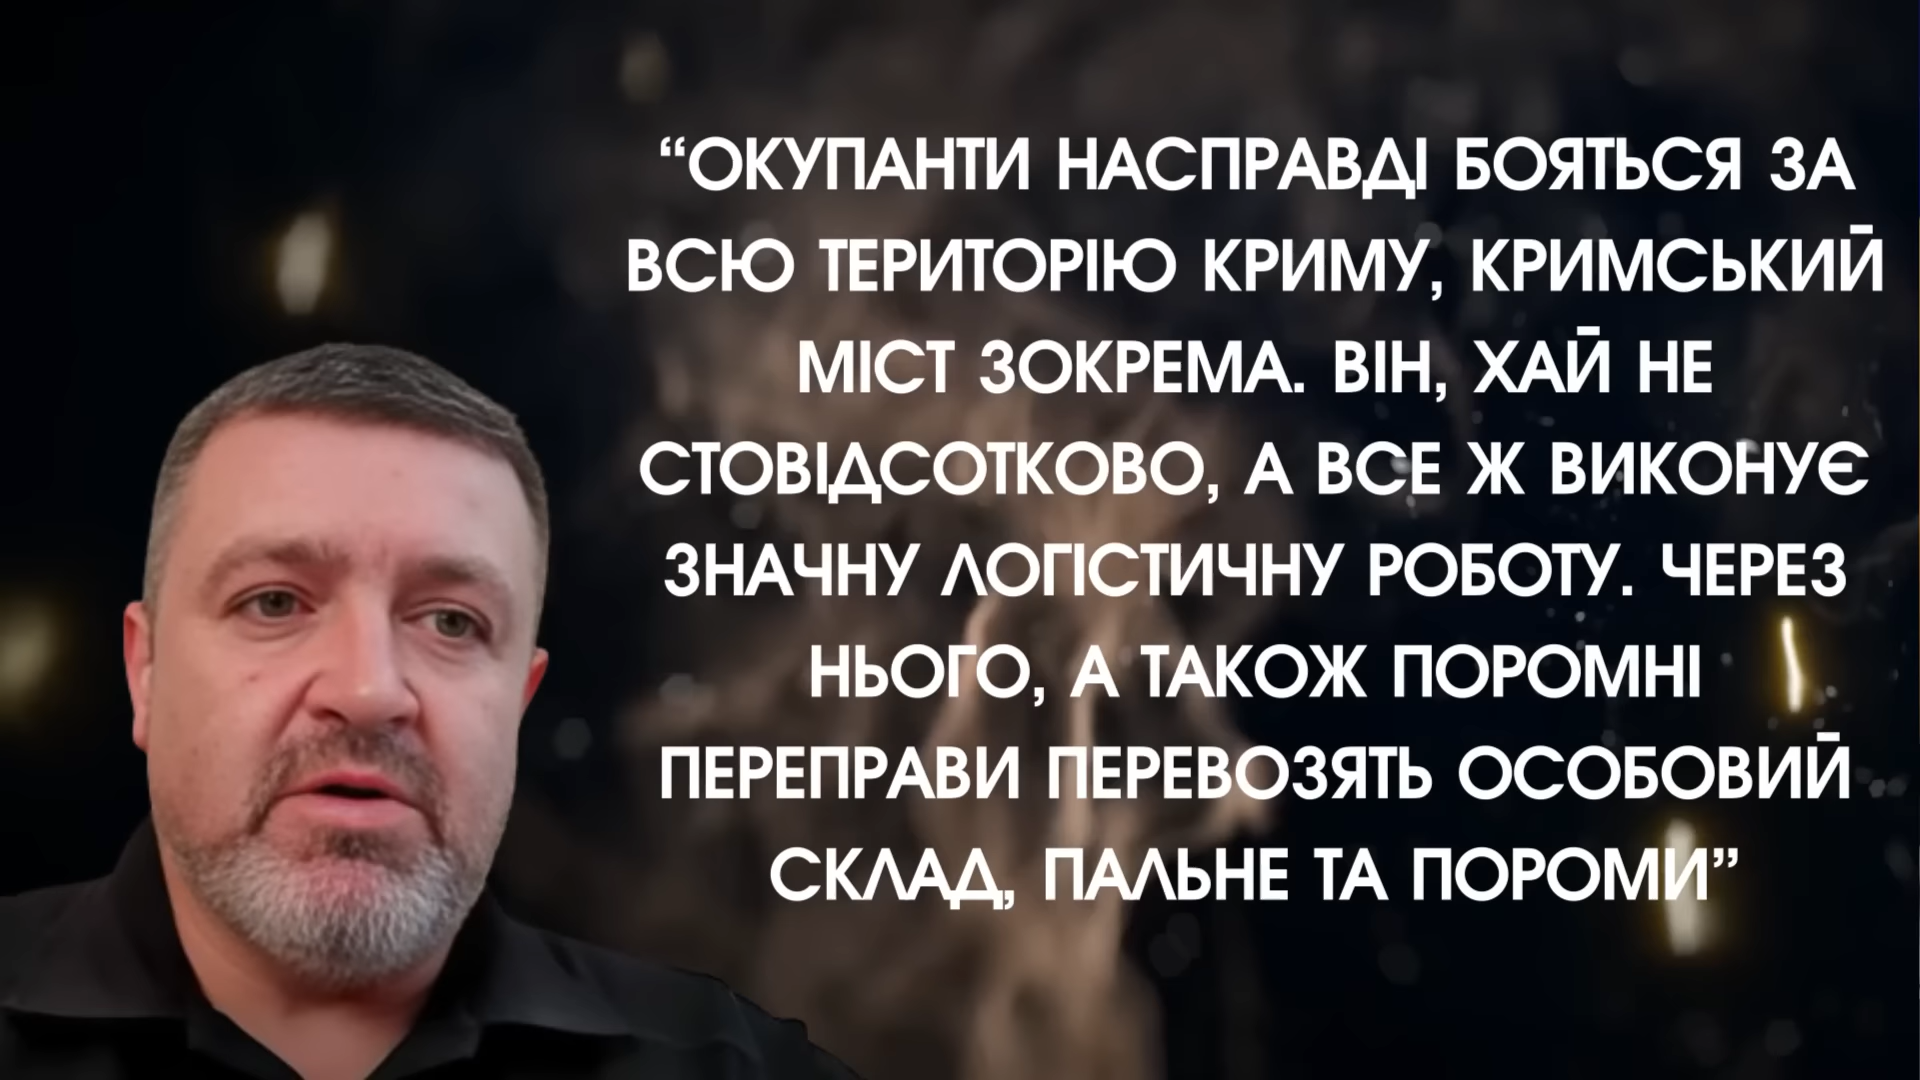 “ОКУПАНТИ НАСПРАВДІ БОЯТЬСЯ ЗА
ВСЮ ТЕРИТОРІЮ КРИМУ, КРИМСЬКИЙ
МІСТ ЗОКРЕМА. ВІН, ХАЙ НЕ
СТОВІДСОТКОВО, А ВСЕ Ж ВИКОНУЄ
ЗНАЧНУ ЛОГІСТИЧНУ РОБОТУ. ЧЕРЕЗ
НЬОГО, А ТАКОЖ ПОРОМНІ
ПЕРЕПРАВИ ПЕРЕВОЗЯТЬ ОСОБОВИЙ
СКЛАД, ПАЛЬНЕ ТА ПОРОМИ”